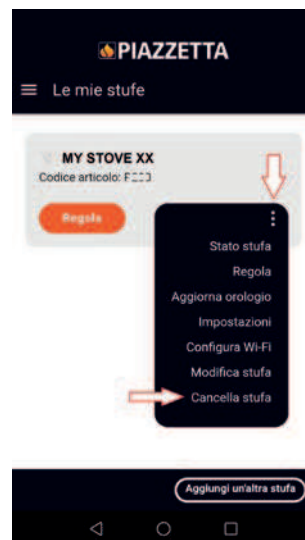 PIAZZETTA
Le mie stufe
MY STOVE XX
Codice articolo:
Regola
Stato stufa
Regola
Aggiorna orologio
Impostazioni
Configura Wi-Fi
Modifica stufa
Cancella stufa
Aggiungi un'altra stufa